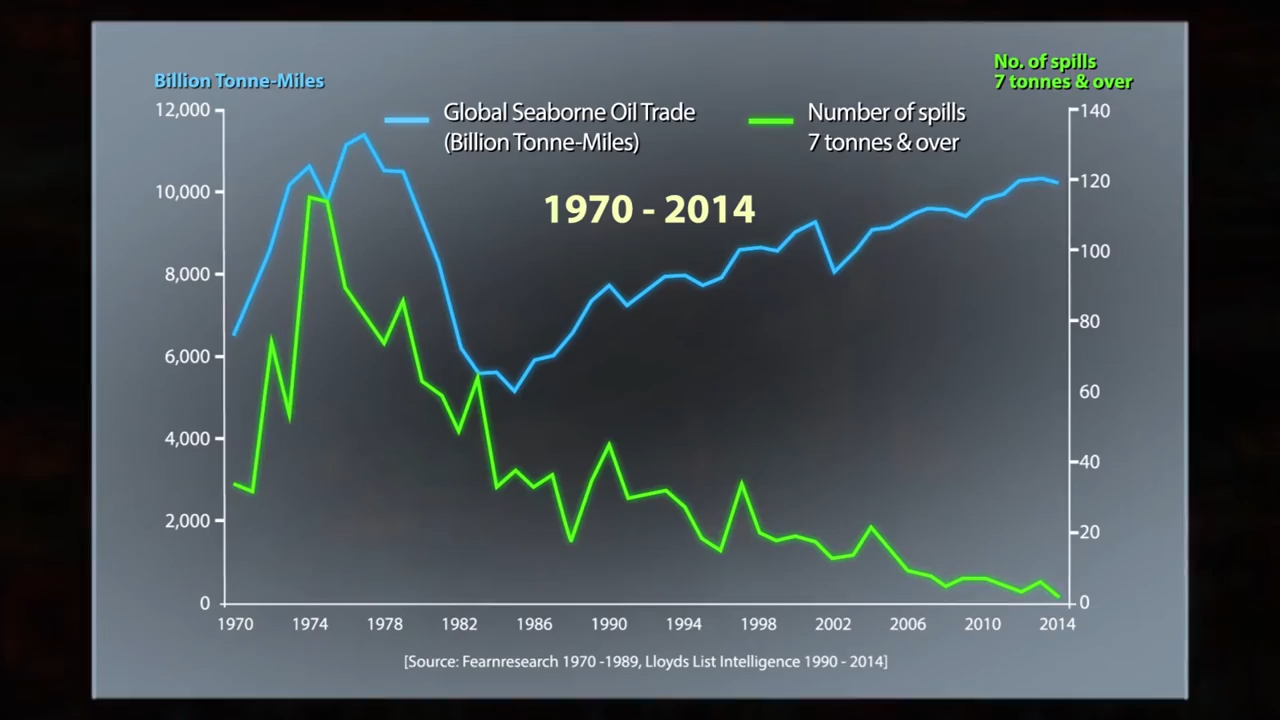 Billion Tonne-Miles
No. of spills
7 tonnes & over
Global Seaborne Oil Trade
(Billion Tonne-Miles)
Number of spills
7 tonnes & over
1970 - 2014
12,000
10,000
8,000
6,000
4,000
2,000
0
140
120
100
80
60
40
20
0
1970 1974 1978 1982 1986 1990 1994 1998 2002 2006 2010 2014
[Source: Fearnresearch 1970 -1989, Lloyds List Intelligence 1990 - 2014]